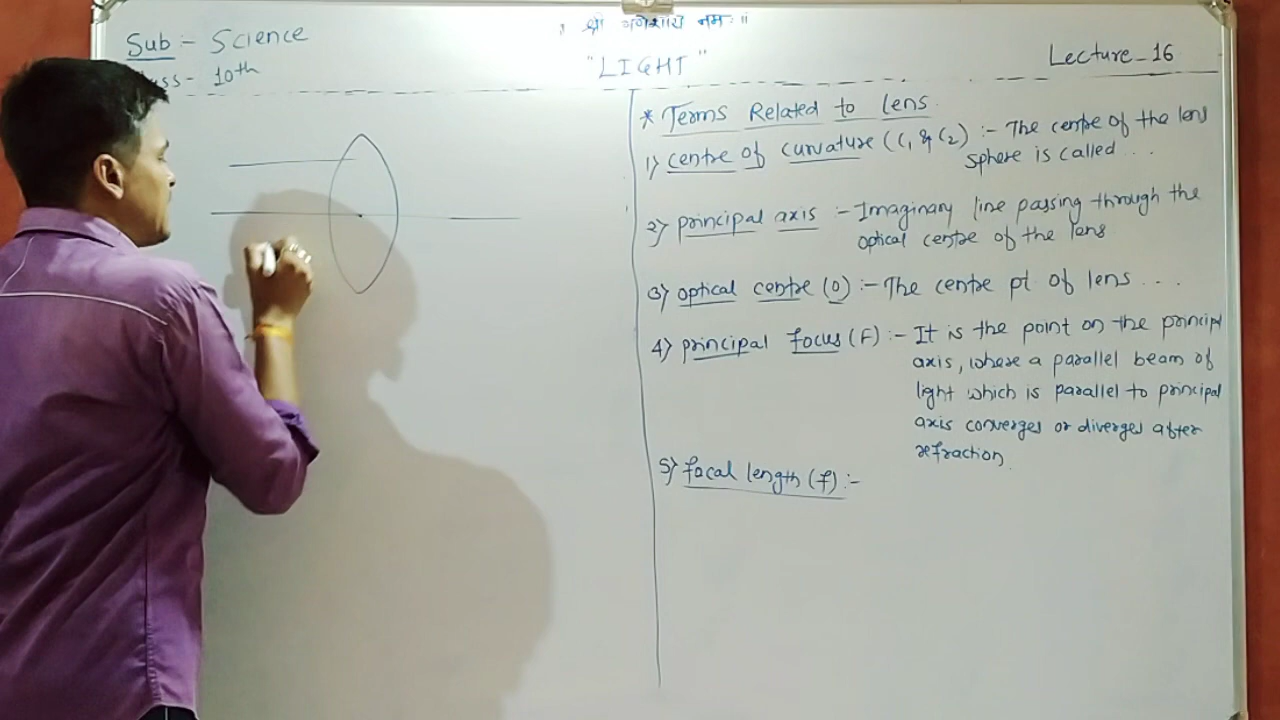 ॥ श्री गणेशाय नमः ॥
Sub - Science
"LIGHT"
Lecture - 16
10th
* Terms Related to lens
1) centre of curvature (C1 & C2) :- The centre of the lens
sphere is called ...
2) principal axis :- Imaginary line passing through the
optical centre of the lens
3) optical centre (O) :- The centre pt of lens ...
4) principal focus (F) :- It is the point on the principl
axis, where a parallel beam of
light which is parallel to principal
axis converges or diverges after
refraction.
5) focal length (f) :-